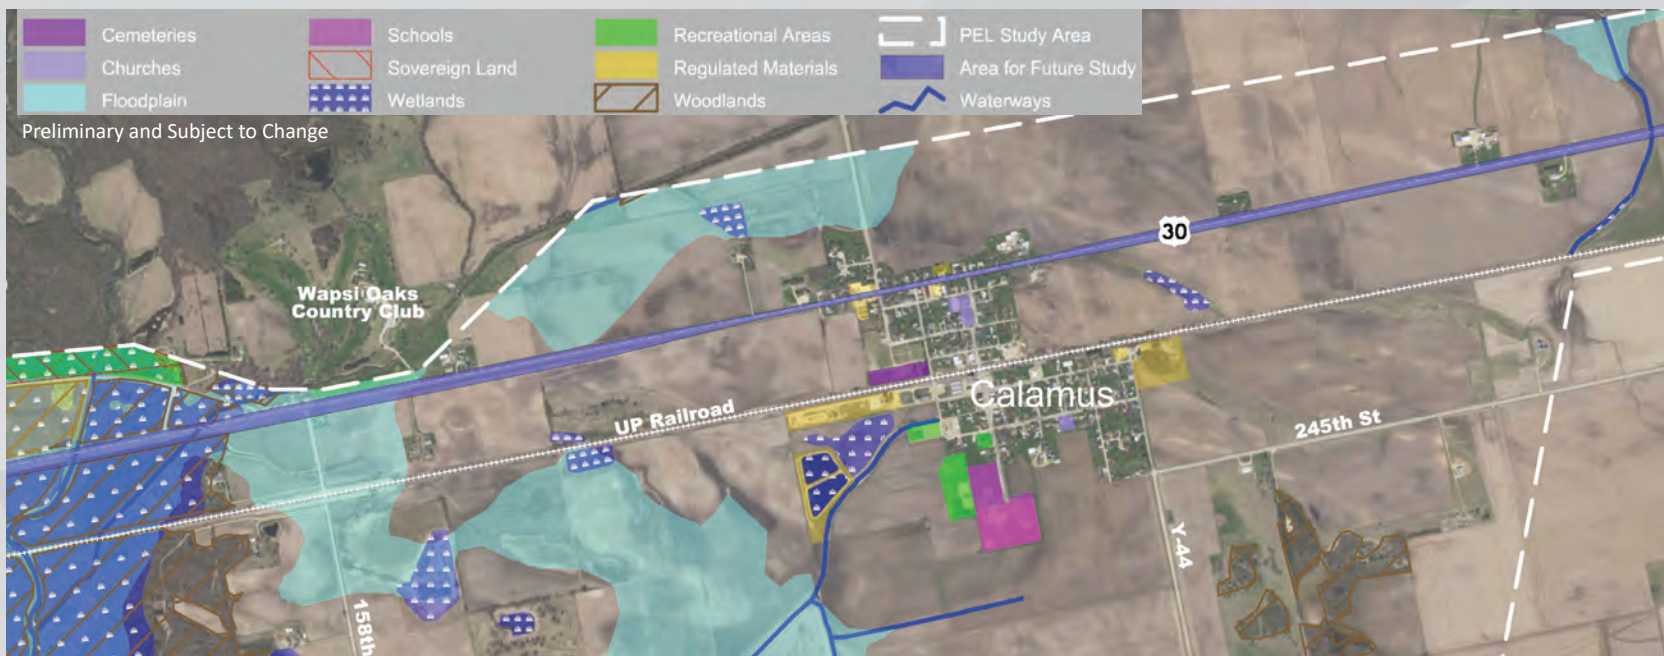 Cemeteries
Schools
Recreational Areas
PEL Study Area
Churches
Sovereign Land
Regulated Materials
Area for Future Study
Floodplain
Wetlands
Woodlands
Waterways
Preliminary and Subject to Change
30
Wapsi Oaks
Country Club
Calamus
UP Railroad
245th St
Y-44
158th